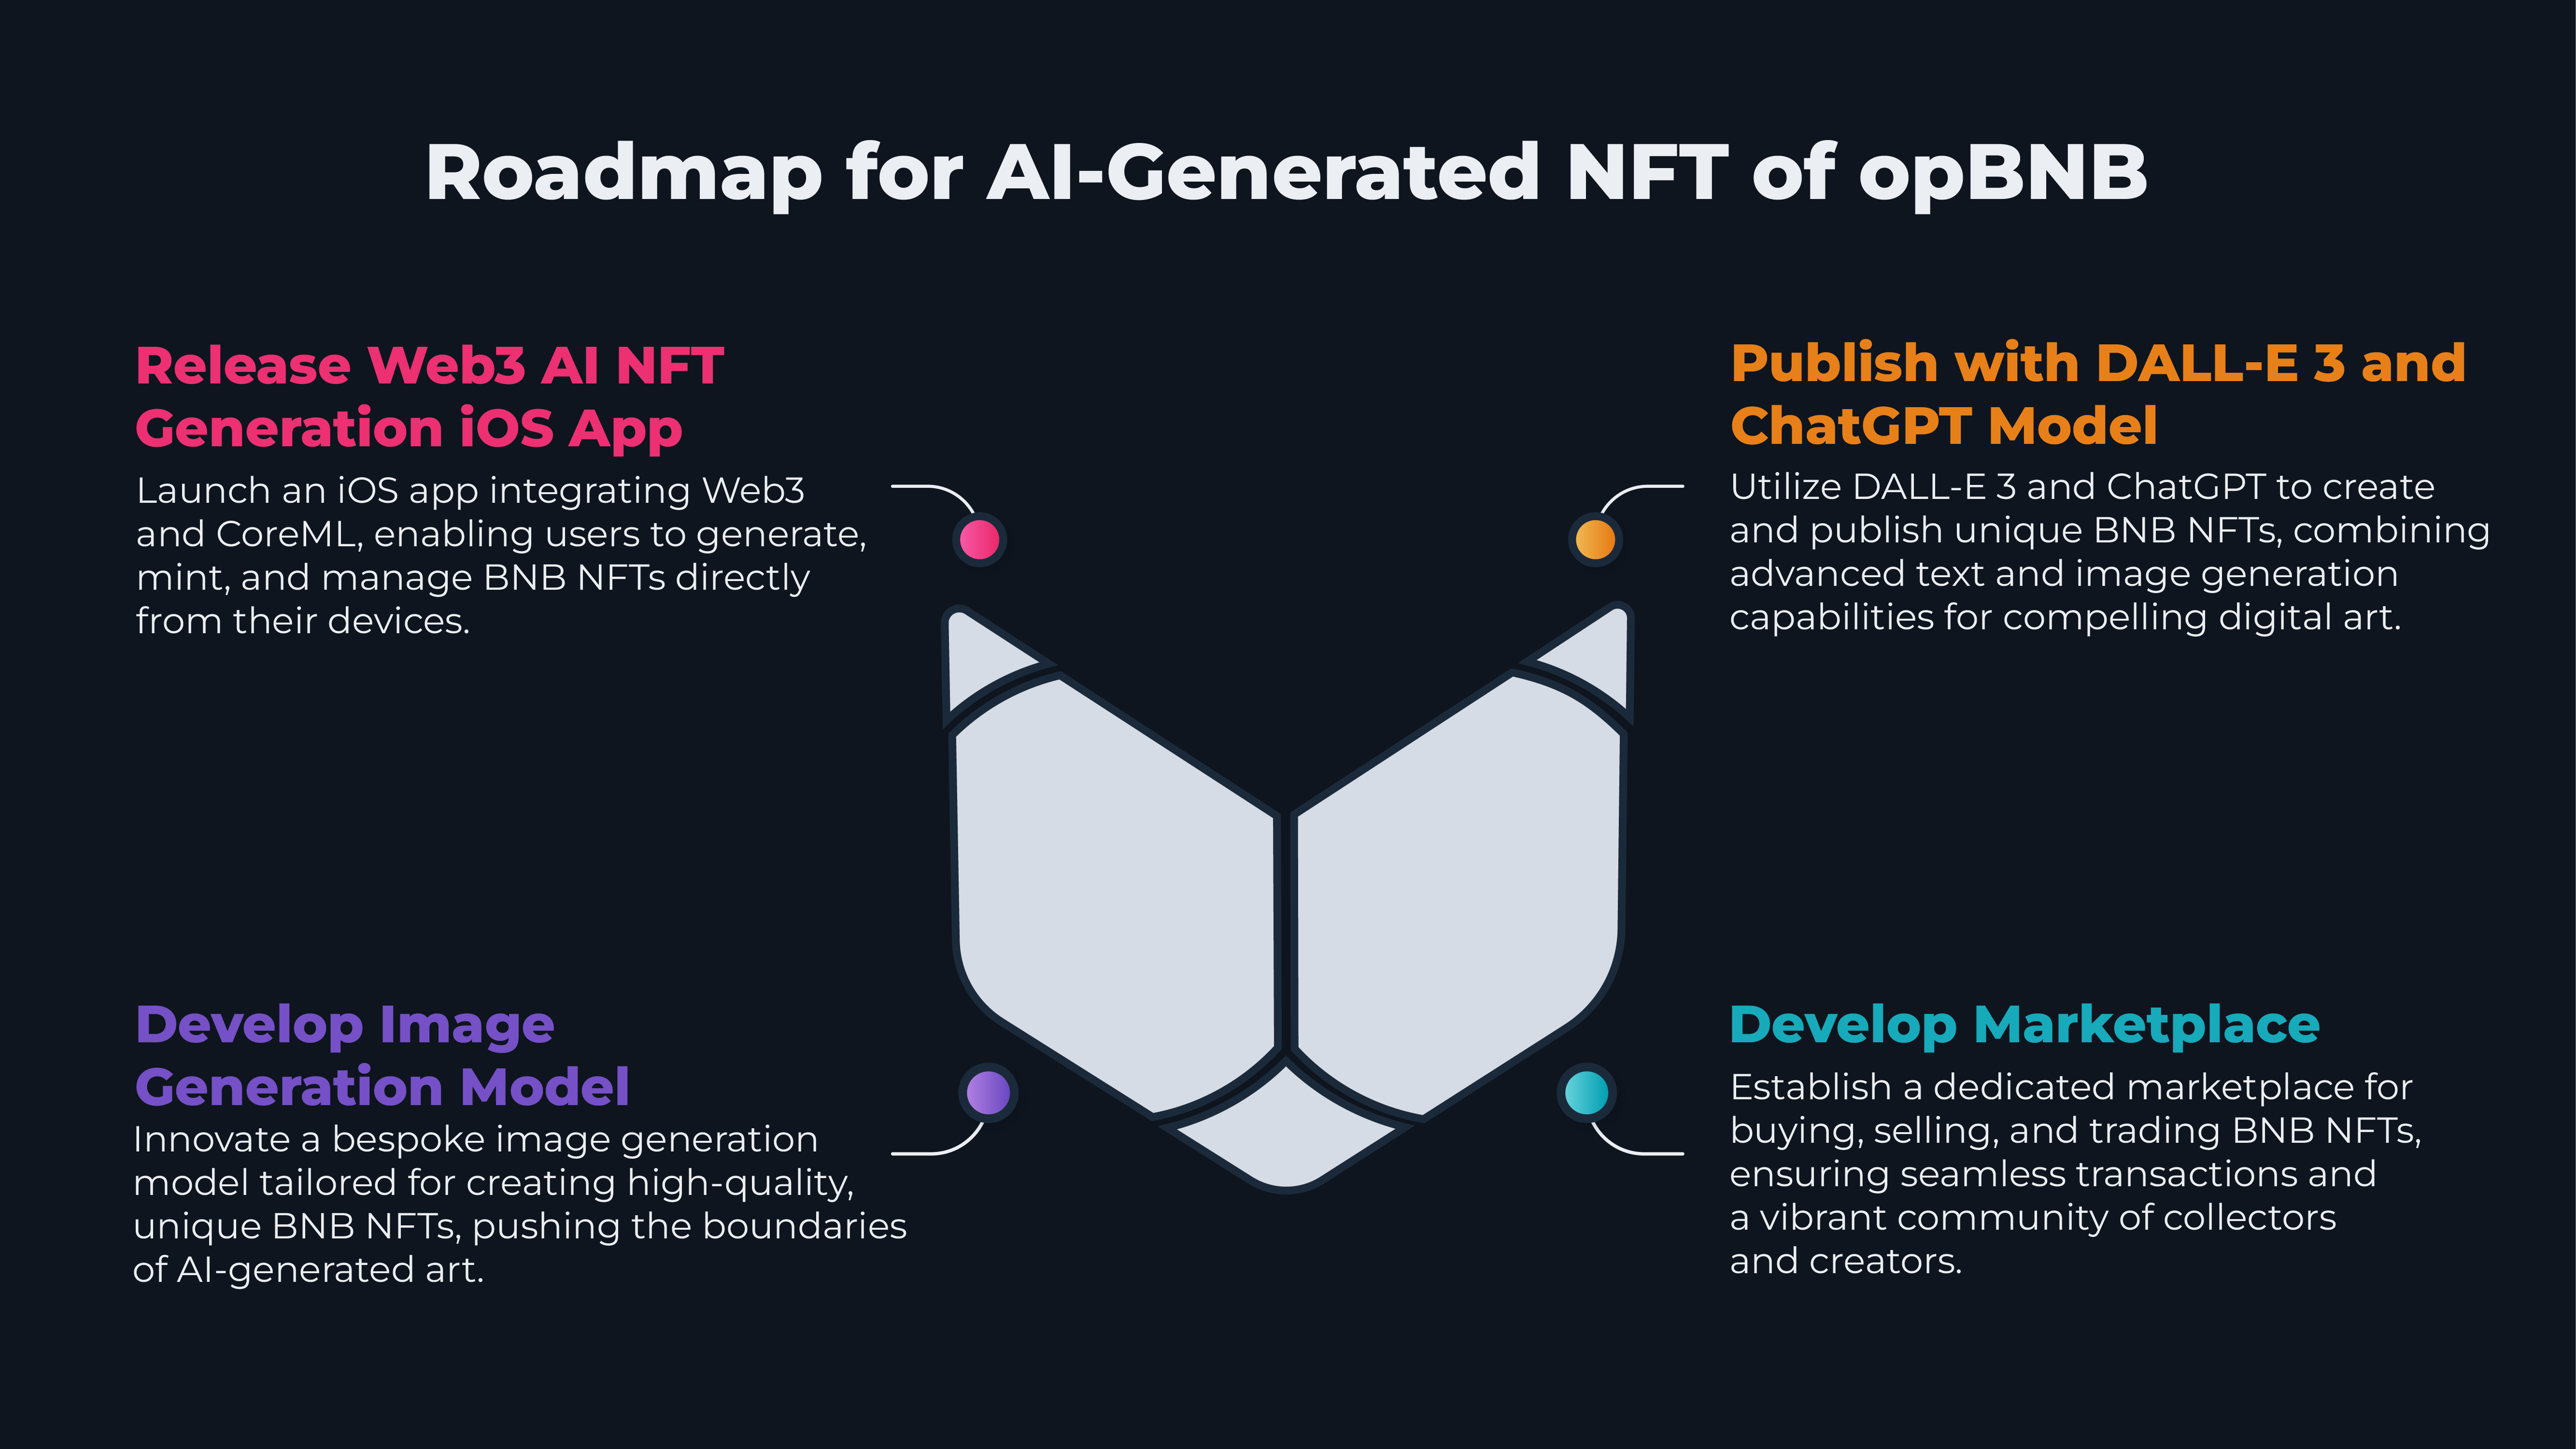 Roadmap for AI-Generated NFT of opBNB
Release Web3 AI NFT
Generation iOS App
Launch an iOS app integrating Web3
and CoreML, enabling users to generate,
mint, and manage BNB NFTs directly
from their devices.
Publish with DALL-E 3 and
ChatGPT Model
Utilize DALL-E 3 and ChatGPT to create
and publish unique BNB NFTs, combining
advanced text and image generation
capabilities for compelling digital art.
Develop Image
Generation Model
Innovate a bespoke image generation
model tailored for creating high-quality,
unique BNB NFTs, pushing the boundaries
of AI-generated art.
Develop Marketplace
Establish a dedicated marketplace for
buying, selling, and trading BNB NFTs,
ensuring seamless transactions and
a vibrant community of collectors
and creators.